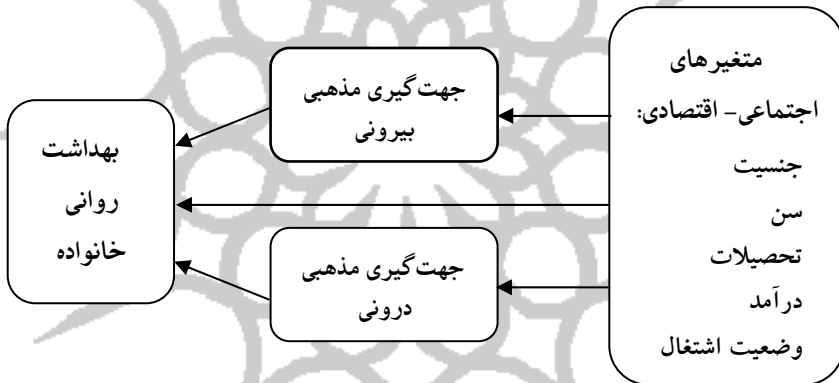 متغیرهای
اجتماعی- اقتصادی:
جنسیت
سن
تحصیلات
درآمد
وضعیت اشتغال
جهت‌گیری مذهبی
بیرونی
جهت‌گیری مذهبی
درونی
بهداشت
روانی
خانواده